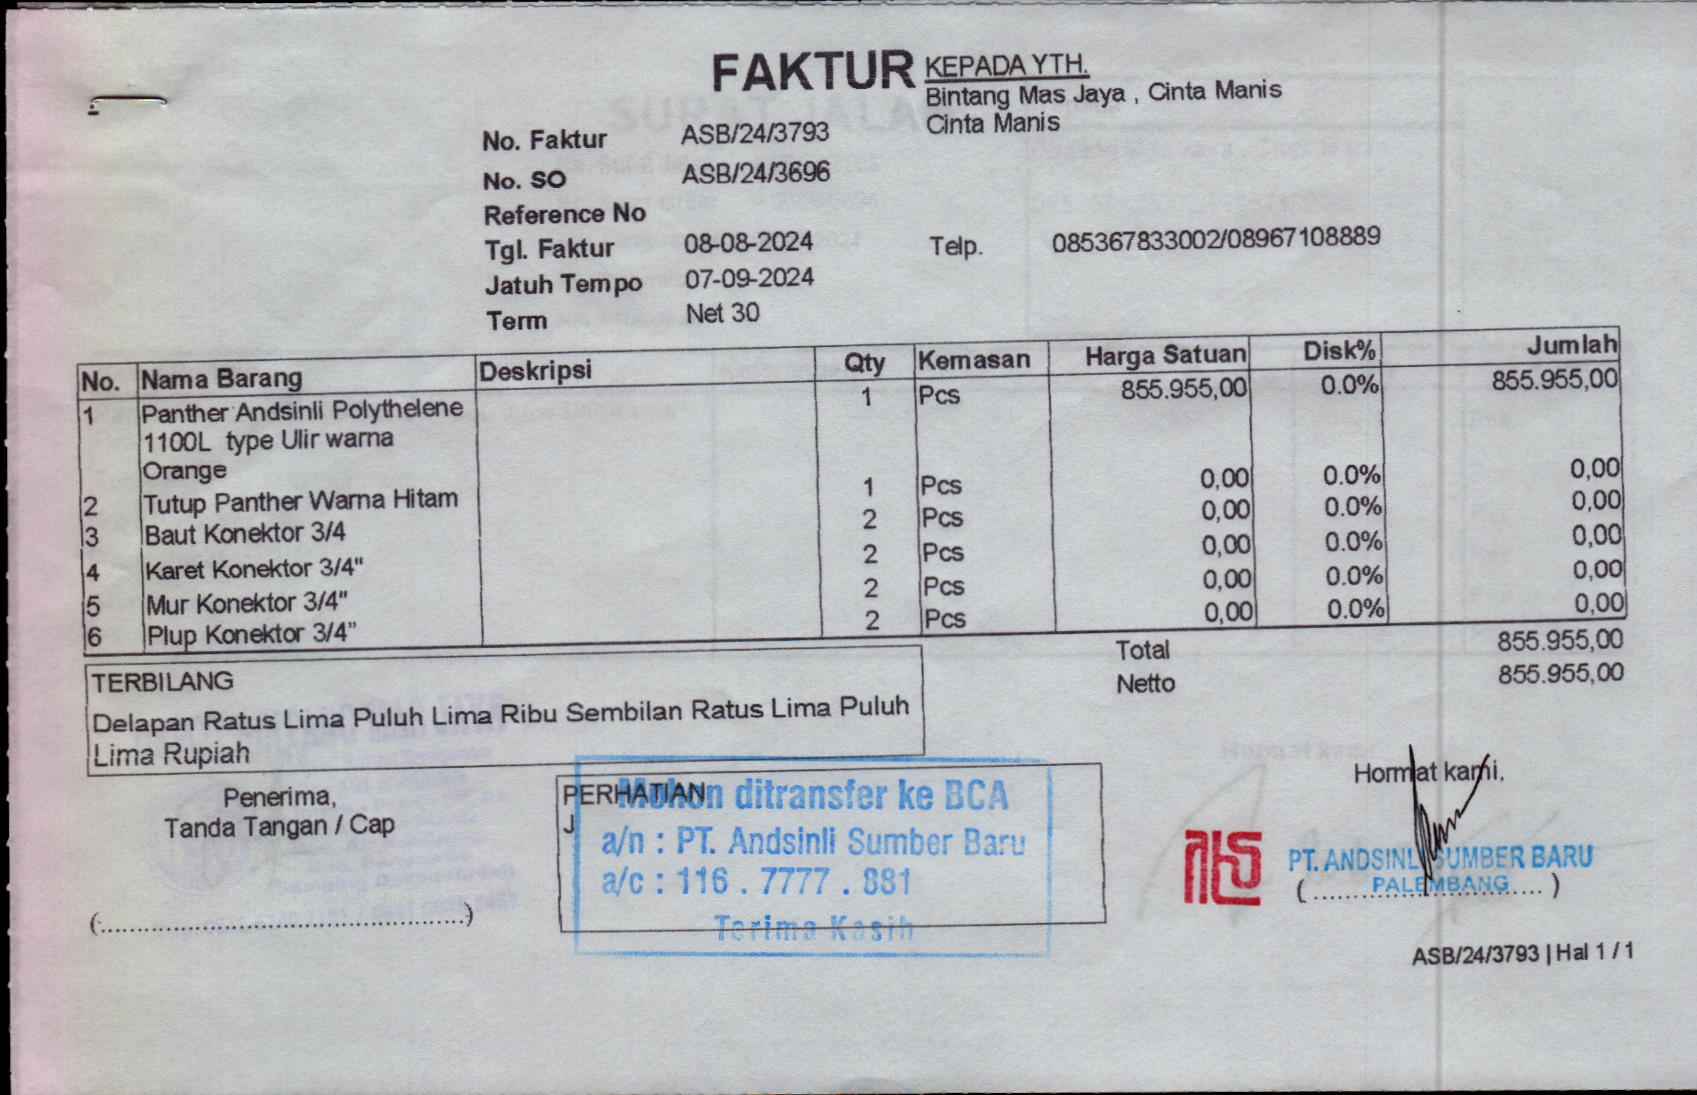 FAKTUR
KEPADA YTH.
Bintang Mas Jaya , Cinta Manis
Cinta Manis
No. Faktur ASB/24/3793
No. SO ASB/24/3696
Reference No
Tgl. Faktur 08-08-2024 Telp. 085367833002/08967108889
Jatuh Tempo 07-09-2024
Term Net 30
No. Nama Barang Deskripsi Qty Kemasan Harga Satuan Disk% Jumlah
1 Panther Andsinli Polythelene 1 Pcs 855.955,00 0.0% 855.955,00
1100L type Ulir warna
Orange
2 Tutup Panther Warna Hitam 1 Pcs 0,00 0.0% 0,00
3 Baut Konektor 3/4 2 Pcs 0,00 0.0% 0,00
4 Karet Konektor 3/4" 2 Pcs 0,00 0.0% 0,00
5 Mur Konektor 3/4" 2 Pcs 0,00 0.0% 0,00
6 Plup Konektor 3/4" 2 Pcs 0,00 0.0% 0,00
Total 855.955,00
Netto 855.955,00
TERBILANG
Delapan Ratus Lima Puluh Lima Ribu Sembilan Ratus Lima Puluh
Lima Rupiah
Penerima,
Tanda Tangan / Cap
(..........................................)
PERHATIAN
J
Mohon ditransfer ke BCA
a/n : PT. Andsinli Sumber Baru
a/c : 116 . 7777 . 881
Terima Kasih
Hormat kami,
PT. ANDSINLI SUMBER BARU
PALEMBANG
(..........................)
ASB/24/3793 | Hal 1 / 1